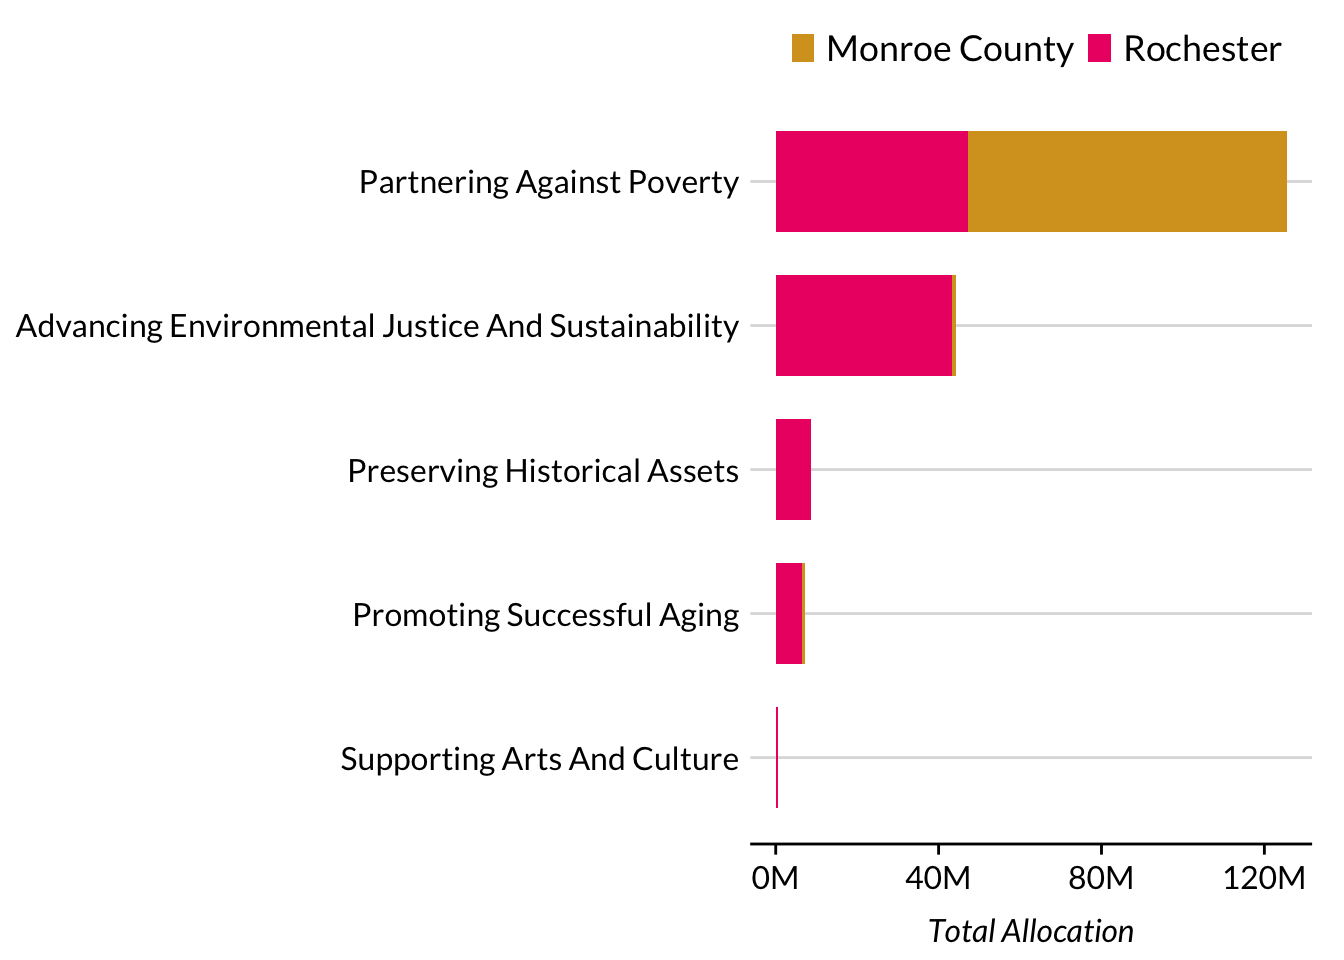 Monroe County Rochester
Partnering Against Poverty
Advancing Environmental Justice And Sustainability
Preserving Historical Assets
Promoting Successful Aging
Supporting Arts And Culture
0M 40M 80M 120M
Total Allocation